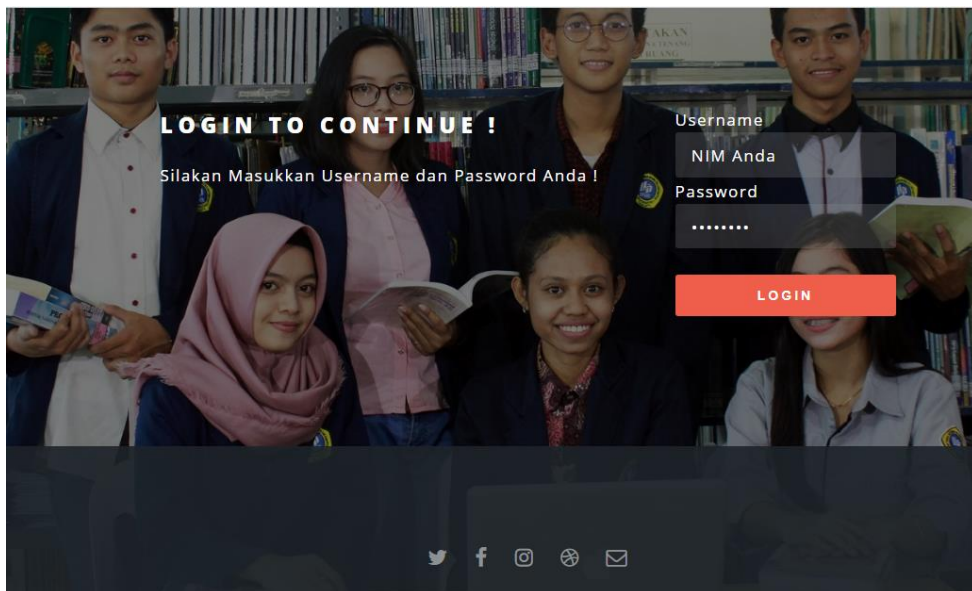 LOGIN TO CONTINUE !
Silakan Masukkan Username dan Password Anda !
Username
NIM Anda
Password
••••••••
LOGIN